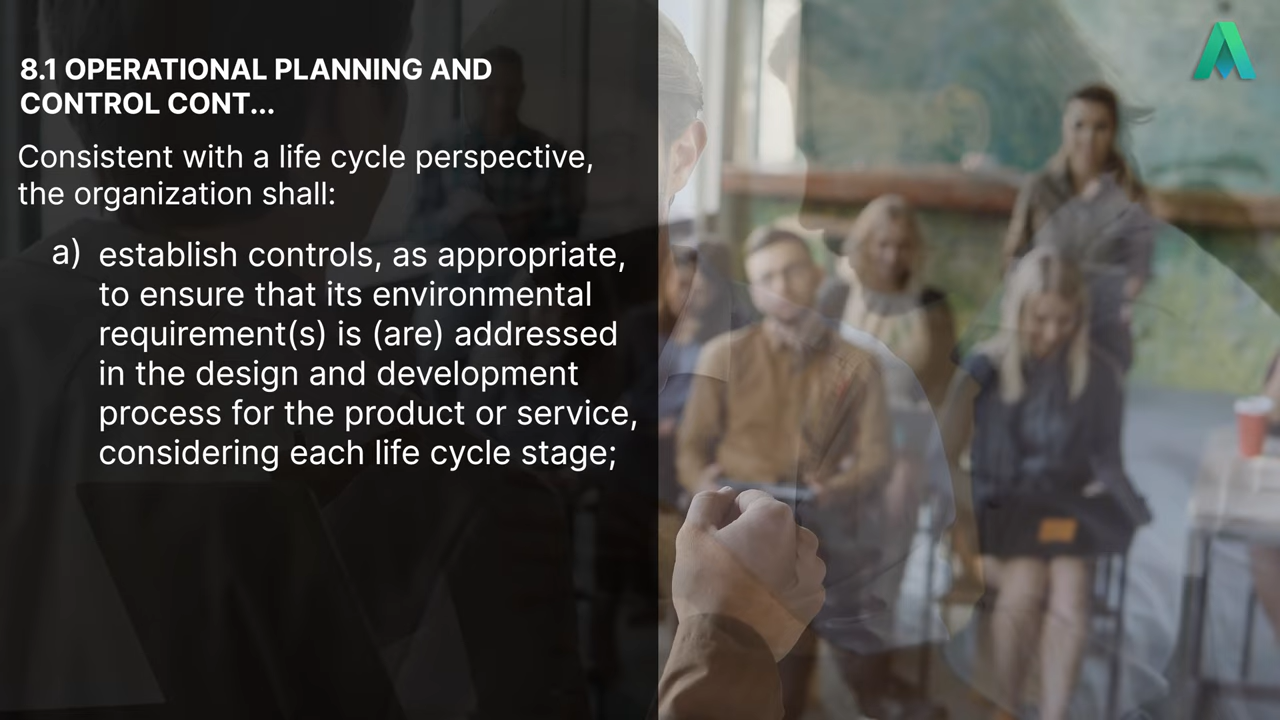 8.1 OPERATIONAL PLANNING AND
CONTROL CONT...
Consistent with a life cycle perspective,
the organization shall:
a) establish controls, as appropriate,
to ensure that its environmental
requirement(s) is (are) addressed
in the design and development
process for the product or service,
considering each life cycle stage;